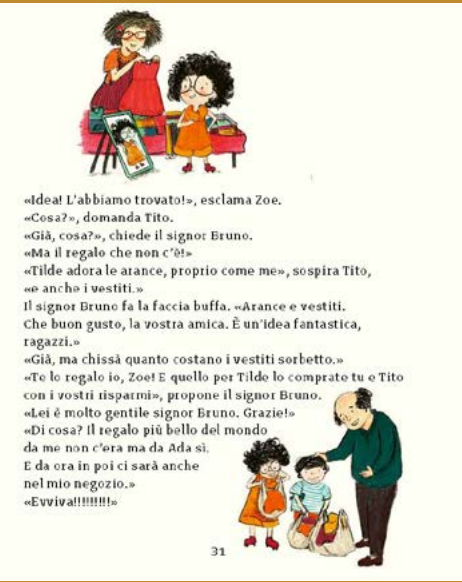 «Idea! L'abbiamo trovato!», esclama Zoe.
«Cosa?», domanda Tito.
«Già, cosa?», chiede il signor Bruno.
«Ma il regalo che non c'è!»
«Tilde adora le arance, proprio come me», sospira Tito,
«e anche i vestiti.»
Il signor Bruno fa la faccia buffa. «Arance e vestiti.
Che buon gusto, la vostra amica. È un'idea fantastica,
ragazzi.»
«Già, ma chissà quanto costano i vestiti sorbetto.»
«Te lo regalo io, Zoe! E quello per Tilde lo comprate tu e Tito
con i vostri risparmi», propone il signor Bruno.
«Lei è molto gentile signor Bruno. Grazie!»
«Di cosa? Il regalo più bello del mondo
da me non c'era ma da Ada sì.
E da ora in poi ci sarà anche
nel mio negozio.»
«Evviva!!!!!!!!!»
31